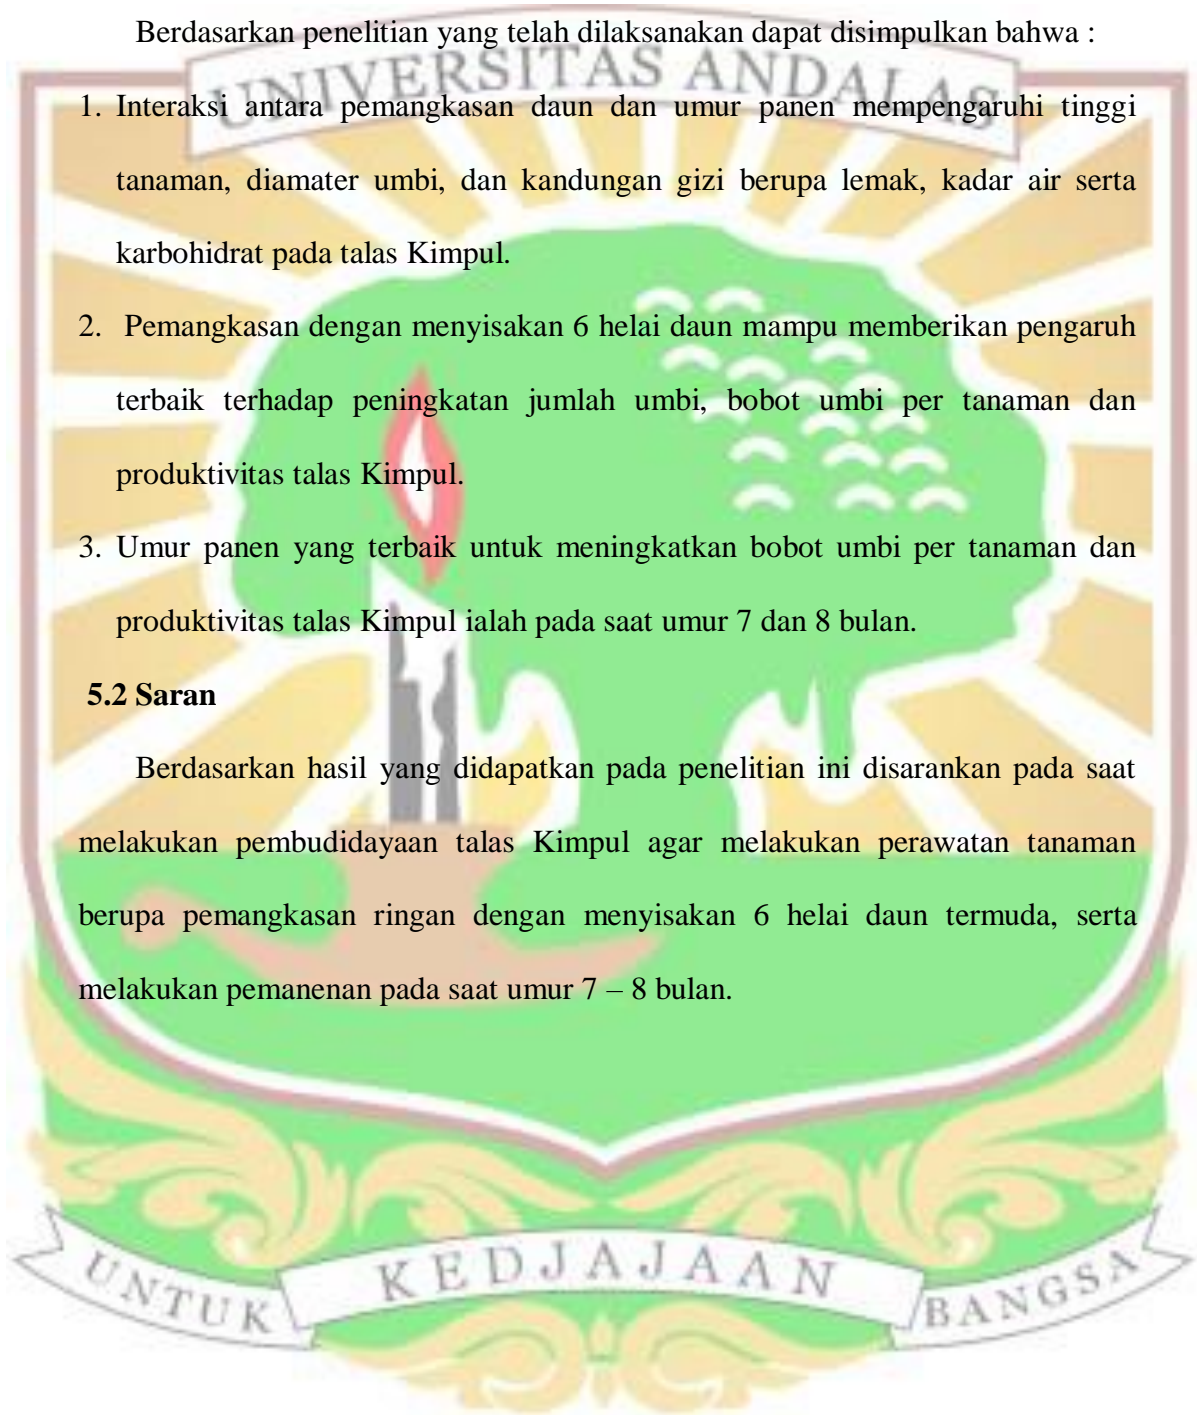 Berdasarkan penelitian yang telah dilaksanakan dapat disimpulkan bahwa :
UNIVERSITAS ANDALAS
1. Interaksi antara pemangkasan daun dan umur panen mempengaruhi tinggi
tanaman, diamater umbi, dan kandungan gizi berupa lemak, kadar air serta
karbohidrat pada talas Kimpul.
2. Pemangkasan dengan menyisakan 6 helai daun mampu memberikan pengaruh
terbaik terhadap peningkatan jumlah umbi, bobot umbi per tanaman dan
produktivitas talas Kimpul.
3. Umur panen yang terbaik untuk meningkatkan bobot umbi per tanaman dan
produktivitas talas Kimpul ialah pada saat umur 7 dan 8 bulan.
5.2 Saran
Berdasarkan hasil yang didapatkan pada penelitian ini disarankan pada saat
melakukan pembudidayaan talas Kimpul agar melakukan perawatan tanaman
berupa pemangkasan ringan dengan menyisakan 6 helai daun termuda, serta
melakukan pemanenan pada saat umur 7 – 8 bulan.
UNTUK KEDJAJAAN BANGSA